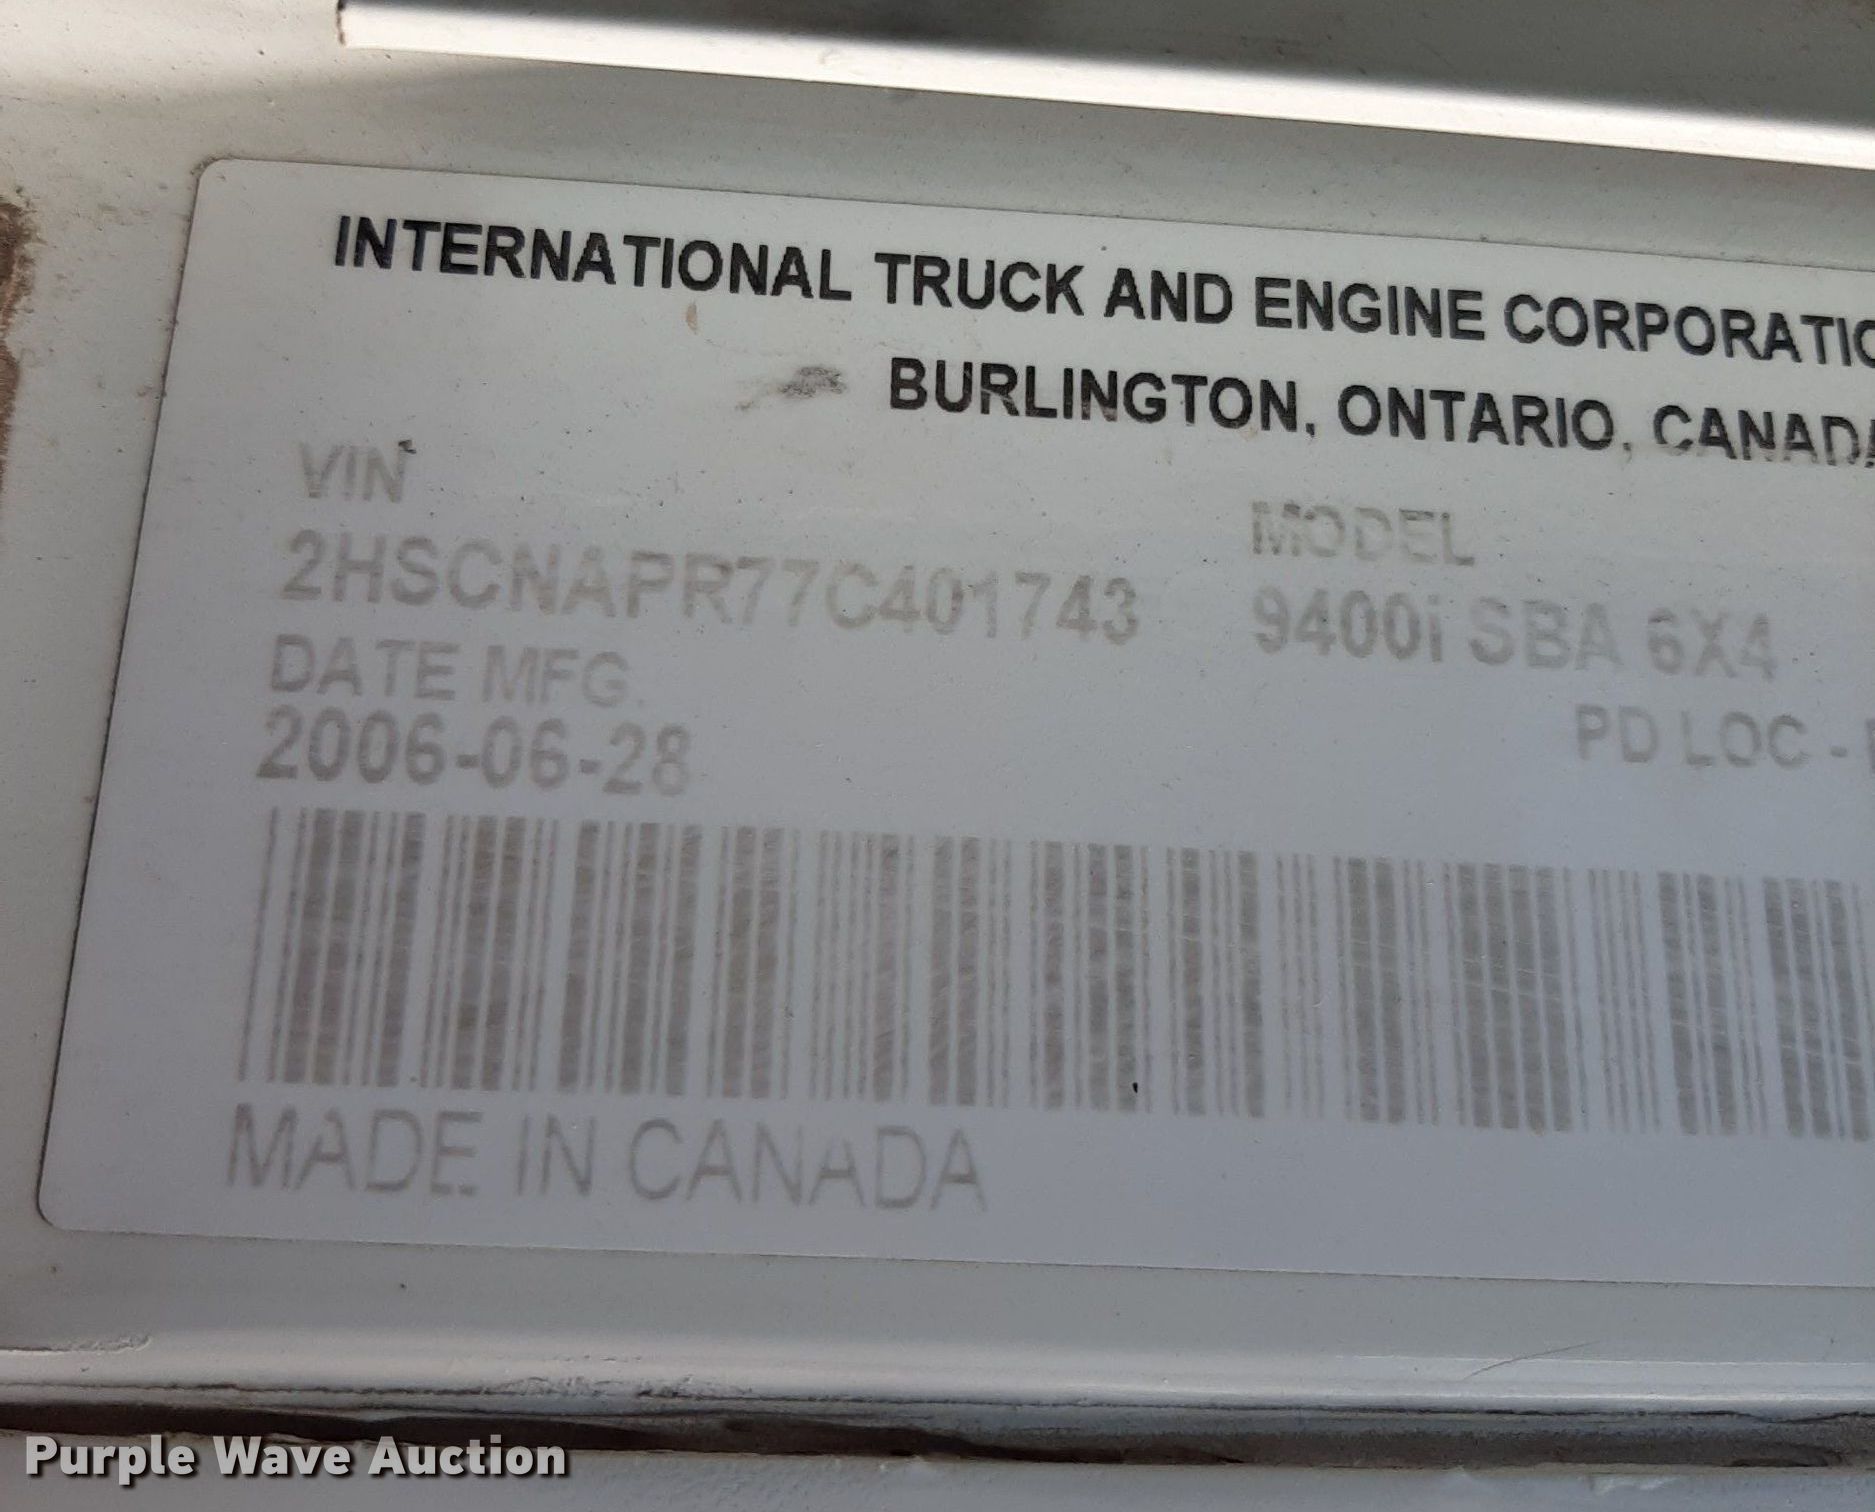 INTERNATIONAL TRUCK AND ENGINE CORPORATIO
BURLINGTON, ONTARIO, CANADA
VIN
MODEL
2HSCNAPR77C401743
9400i SBA 6X4
DATE MFG.
2006-06-28
PD LOC -
MADE IN CANADA
Purple Wave Auction